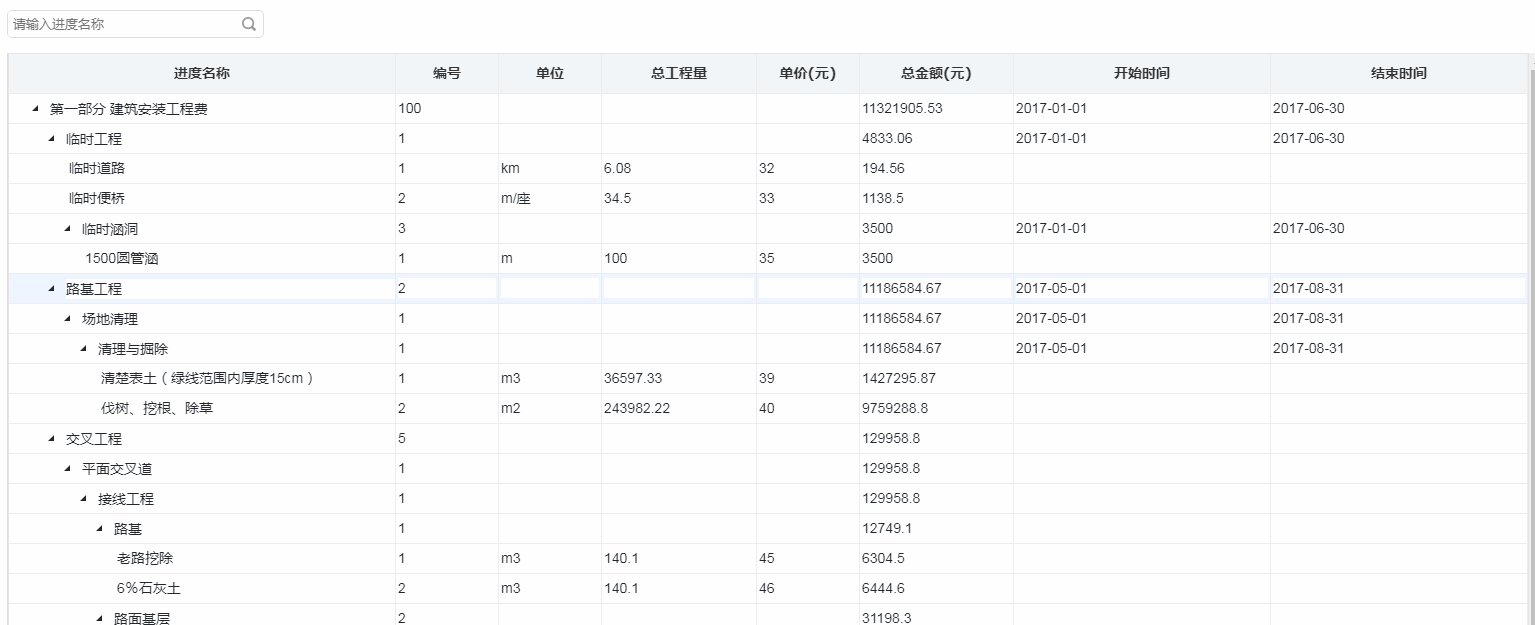 请输入进度名称
进度名称 编号 单位 总工程量 单价(元) 总金额(元) 开始时间 结束时间
第一部分 建筑安装工程费 100 11321905.53 2017-01-01 2017-06-30
临时工程 1 4833.06 2017-01-01 2017-06-30
临时道路 1 km 6.08 32 194.56
临时便桥 2 m/座 34.5 33 1138.5
临时涵洞 3 3500 2017-01-01 2017-06-30
1500圆管涵 1 m 100 35 3500
路基工程 2 11186584.67 2017-05-01 2017-08-31
场地清理 1 11186584.67 2017-05-01 2017-08-31
清理与掘除 1 11186584.67 2017-05-01 2017-08-31
清楚表土（绿线范围内厚度15cm） 1 m3 36597.33 39 1427295.87
伐树、挖根、除草 2 m2 243982.22 40 9759288.8
交叉工程 5 129958.8
平面交叉道 1 129958.8
接线工程 1 129958.8
路基 1 12749.1
老路挖除 1 m3 140.1 45 6304.5
6%石灰土 2 m3 140.1 46 6444.6
路面基层 2 31198.3